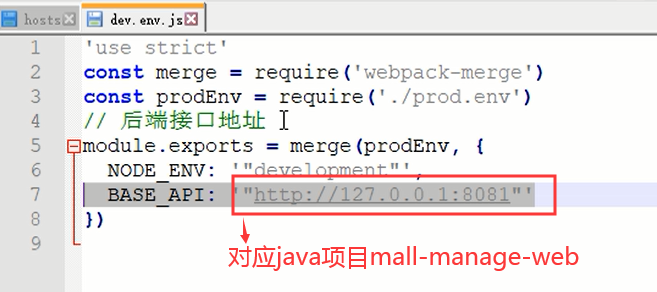 hosts dev.env.js
1 'use strict'
2 const merge = require('webpack-merge')
3 const prodEnv = require('./prod.env')
4 // 后端接口地址
5 module.exports = merge(prodEnv, {
6 NODE_ENV: '"development"',
7 BASE_API: '"http://127.0.0.1:8081"'
8 })
9
对应java项目mall-manage-web